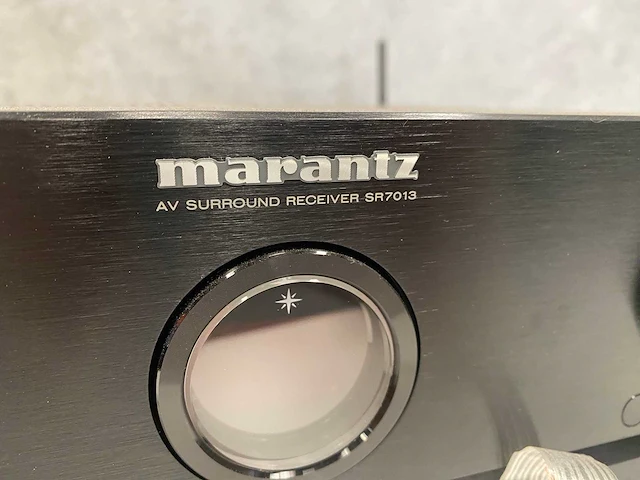 marantz
AV SURROUND RECEIVER SR7013